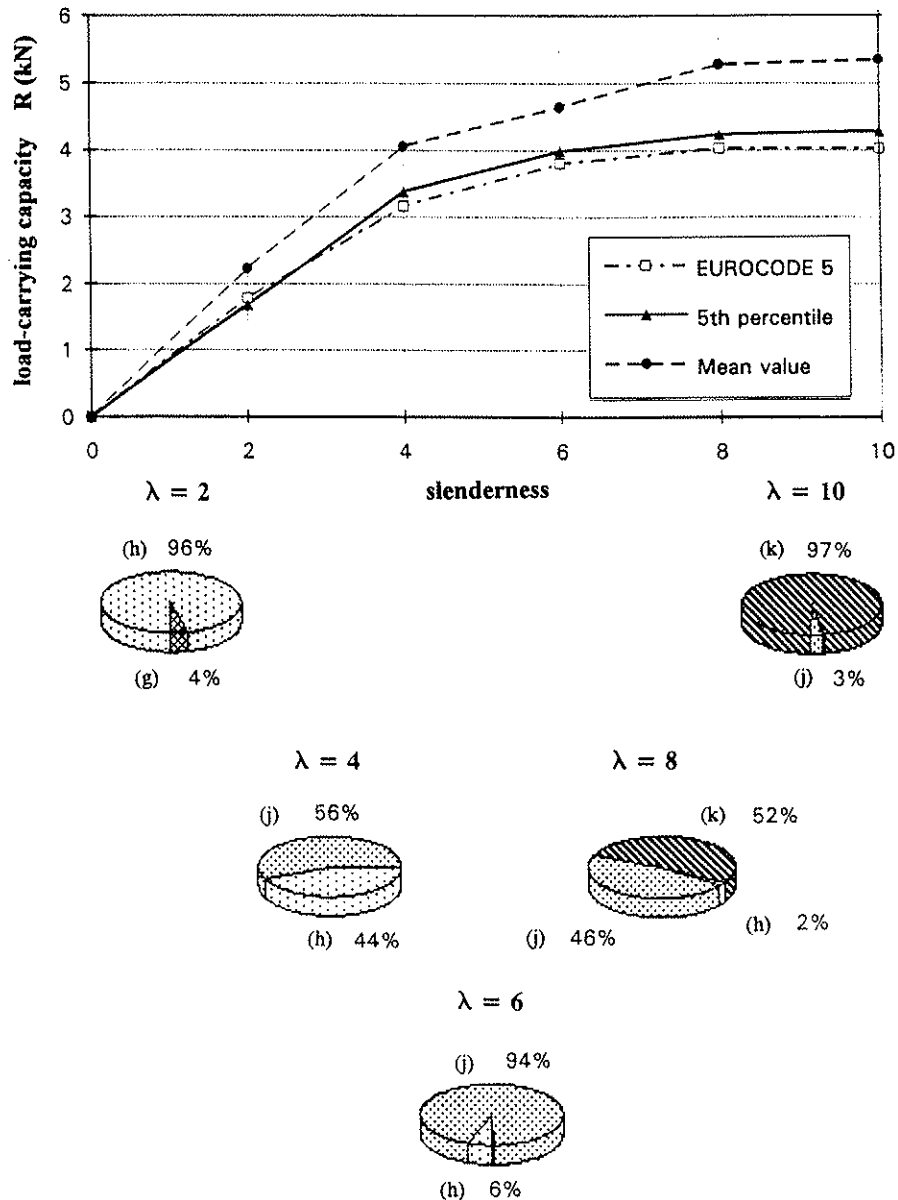 load-carrying capacity R (kN)
6
5
4
3
2
1
0
0 2 4 6 8 10
slenderness
EUROCODE 5
5th percentile
Mean value
λ = 2
(h) 96%
(g) 4%
λ = 10
(k) 97%
(j) 3%
λ = 4
(j) 56%
(h) 44%
λ = 8
(k) 52%
(j) 46%
(h) 2%
λ = 6
(j) 94%
(h) 6%